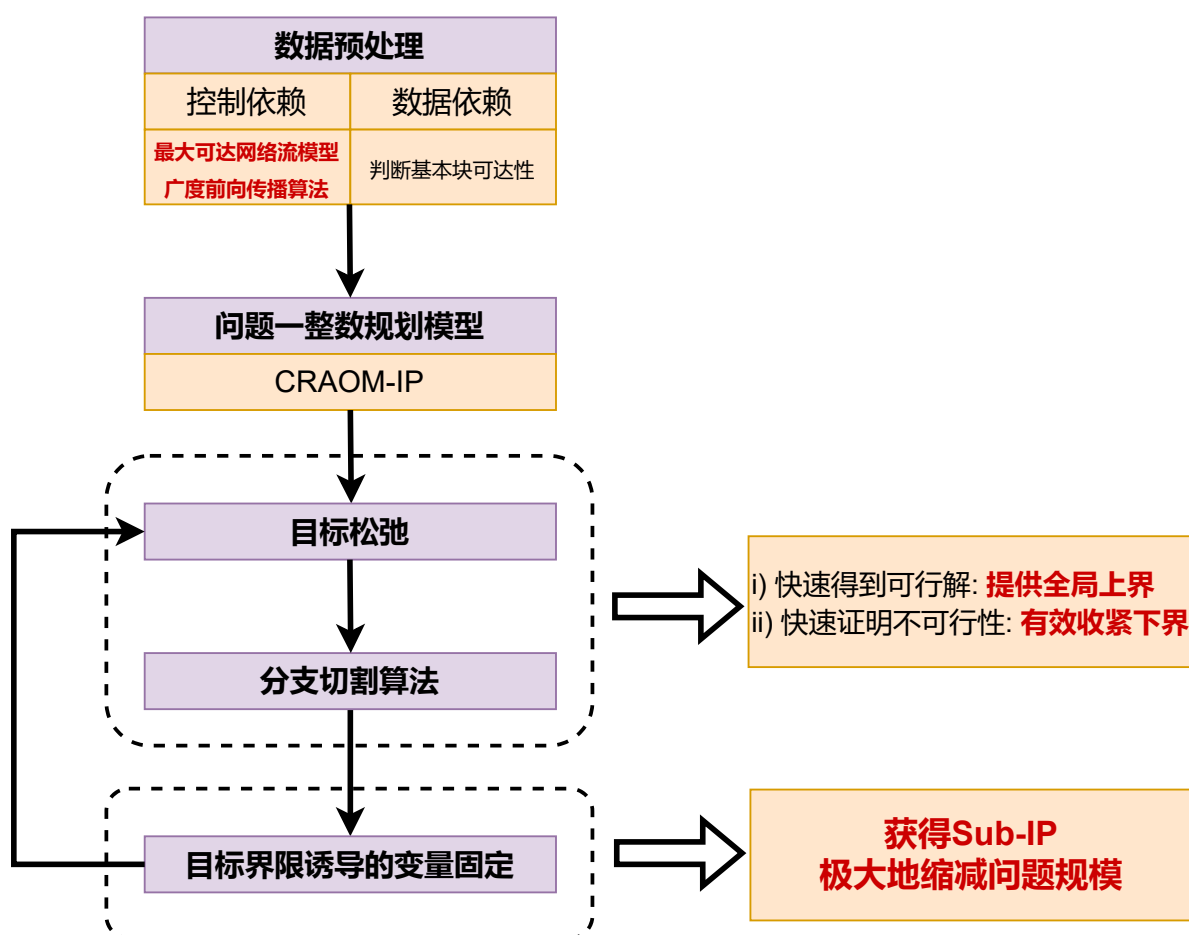 数据预处理
控制依赖
数据依赖
最大可达网络流模型
广度前向传播算法
判断基本块可达性
问题一整数规划模型
CRAOM-IP
目标松弛
分支切割算法
i) 快速得到可行解: 提供全局上界
ii) 快速证明不可行性: 有效收紧下界
目标界限诱导的变量固定
获得Sub-IP
极大地缩减问题规模